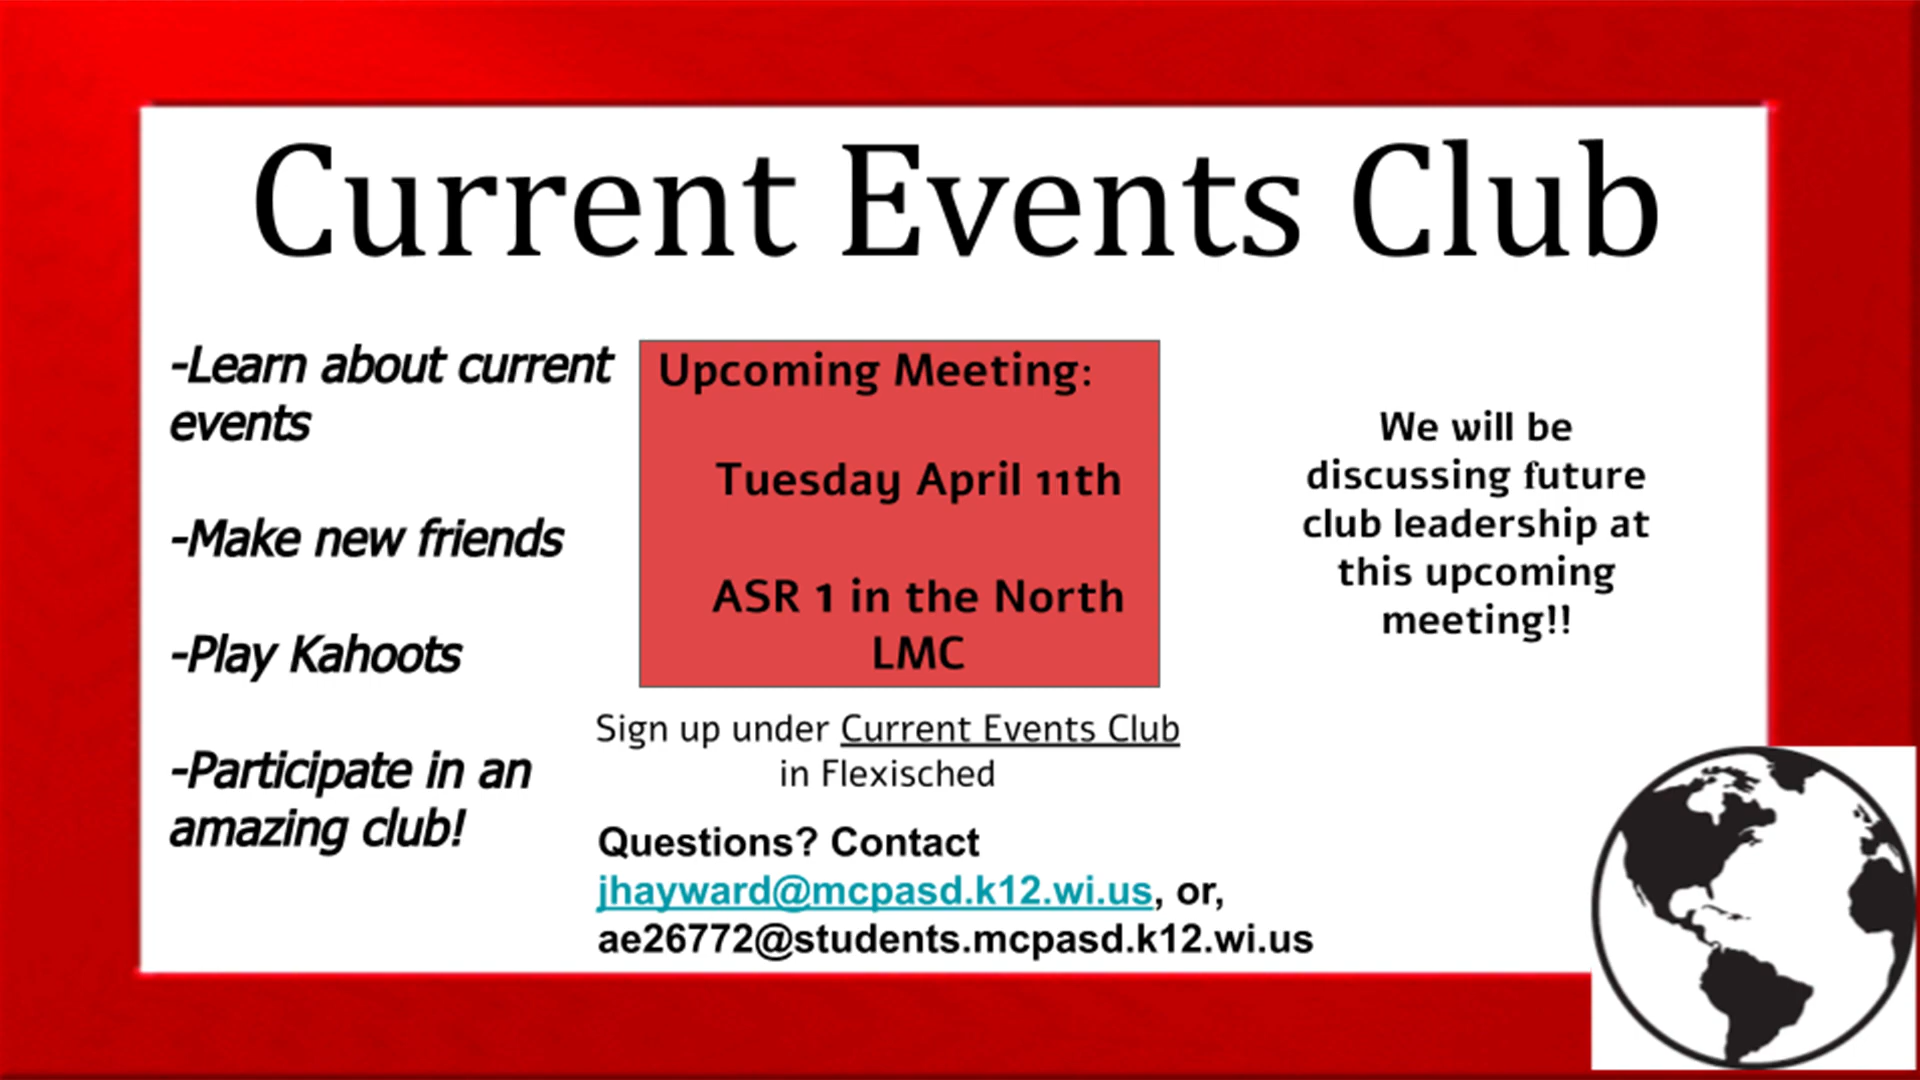 Current Events Club
-Learn about current
events
-Make new friends
-Play Kahoots
-Participate in an
amazing club!
Upcoming Meeting:
Tuesday April 11th
ASR 1 in the North
LMC
Sign up under Current Events Club
in Flexisched
Questions? Contact
jhayward@mcpasd.k12.wi.us, or,
ae26772@students.mcpasd.k12.wi.us
We will be
discussing future
club leadership at
this upcoming
meeting!!